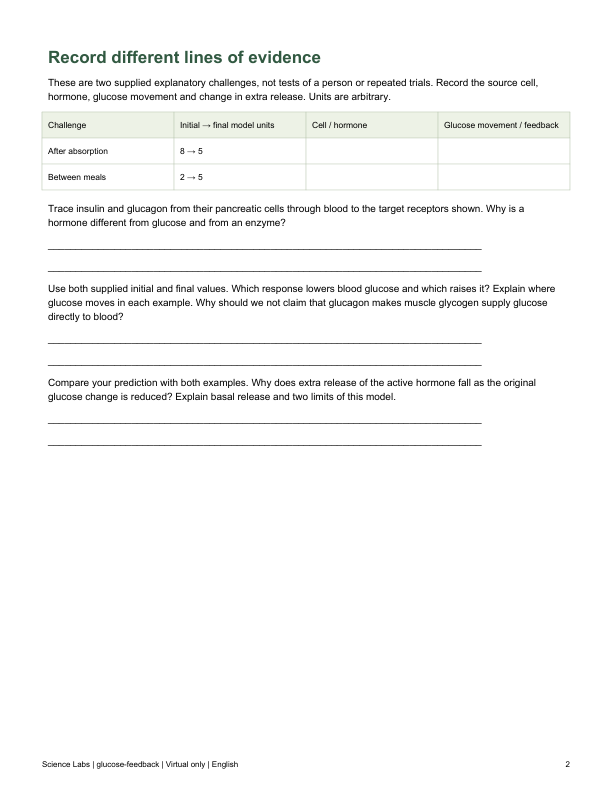 Record different lines of evidence
These are two supplied explanatory challenges, not tests of a person or repeated trials. Record the source cell,
hormone, glucose movement and change in extra release. Units are arbitrary.
Challenge Initial → final model units Cell / hormone Glucose movement / feedback
After absorption 8 → 5
Between meals 2 → 5
Trace insulin and glucagon from their pancreatic cells through blood to the target receptors shown. Why is a
hormone different from glucose and from an enzyme?
Use both supplied initial and final values. Which response lowers blood glucose and which raises it? Explain where
glucose moves in each example. Why should we not claim that glucagon makes muscle glycogen supply glucose
directly to blood?
Compare your prediction with both examples. Why does extra release of the active hormone fall as the original
glucose change is reduced? Explain basal release and two limits of this model.
Science Labs | glucose-feedback | Virtual only | English 2